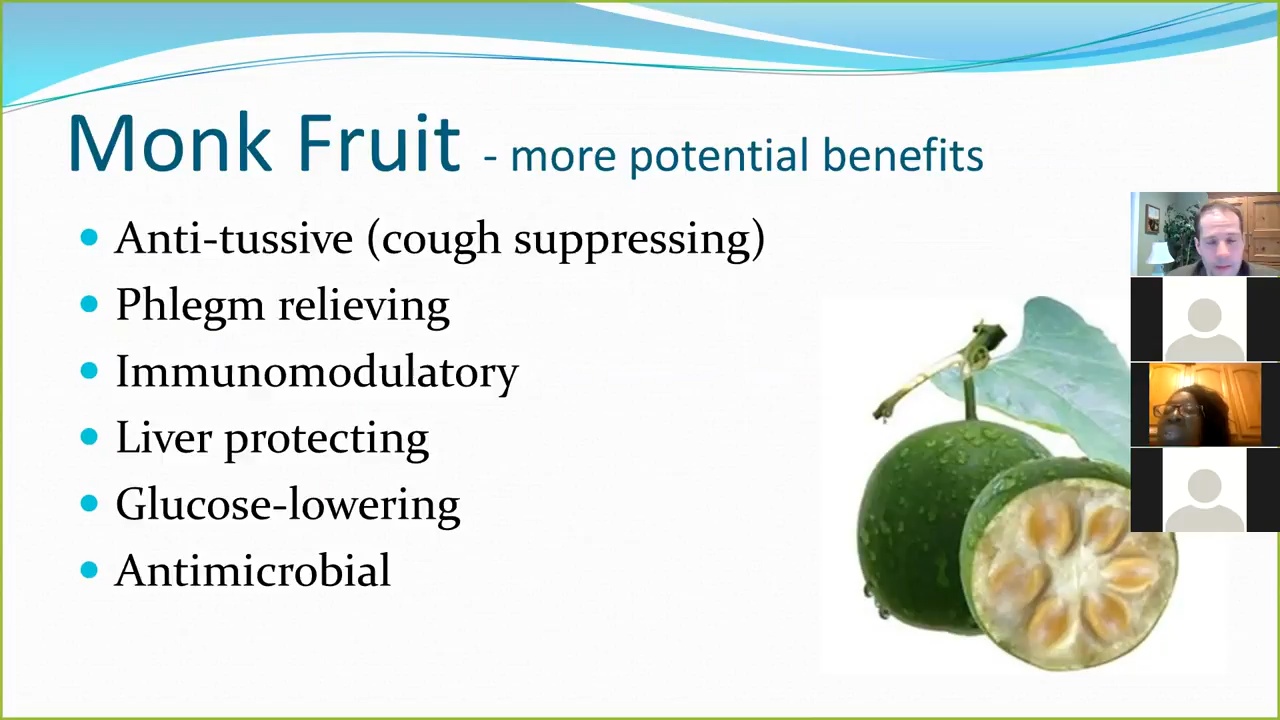 Monk Fruit - more potential benefits
• Anti-tussive (cough suppressing)
• Phlegm relieving
• Immunomodulatory
• Liver protecting
• Glucose-lowering
• Antimicrobial